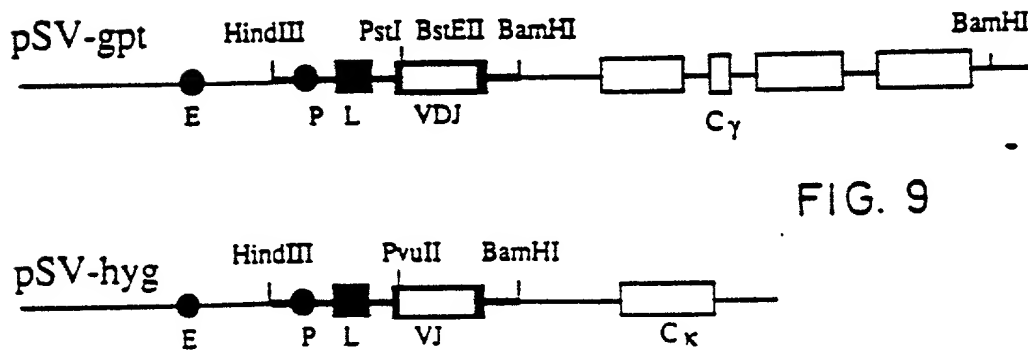 pSV-gpt HindIII PstI BstEII BamHI BamHI
E P L VDJ Cγ
FIG. 9
pSV-hyg HindIII PvuII BamHI
E P L VJ Cκ